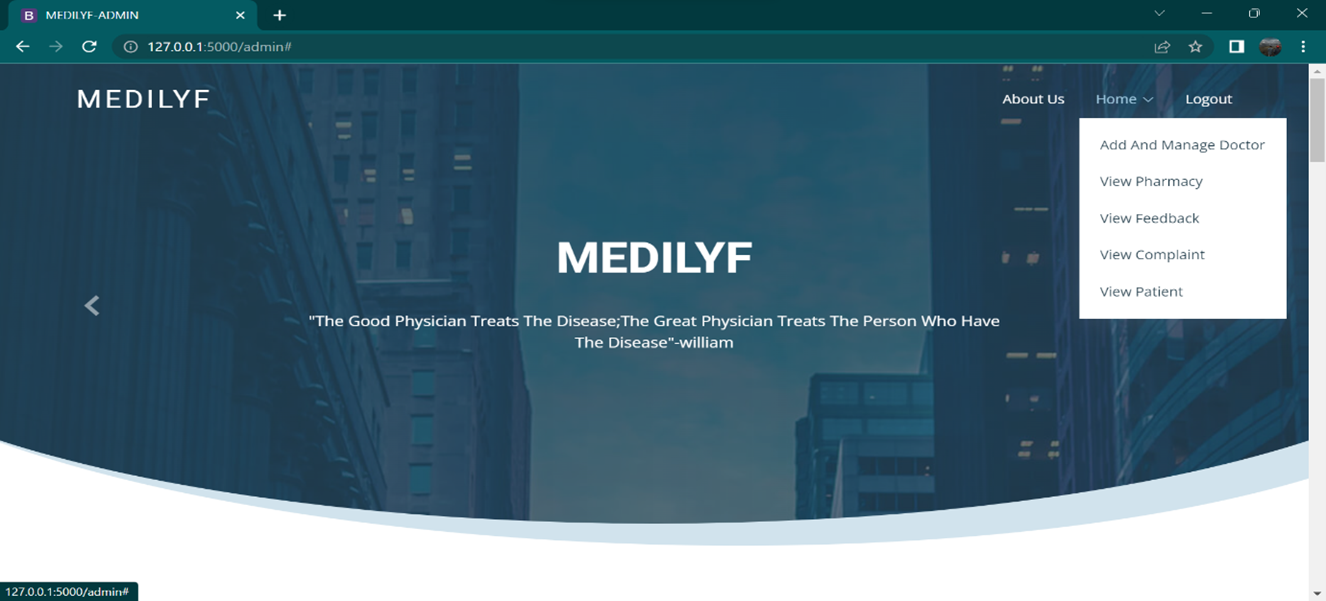 B MEDILYF-ADMIN
127.0.0.1:5000/admin#
MEDILYF
About Us Home Logout
Add And Manage Doctor
View Pharmacy
View Feedback
View Complaint
View Patient
MEDILYF
"The Good Physician Treats The Disease;The Great Physician Treats The Person Who Have
The Disease"-william
127.0.0.1:5000/admin#